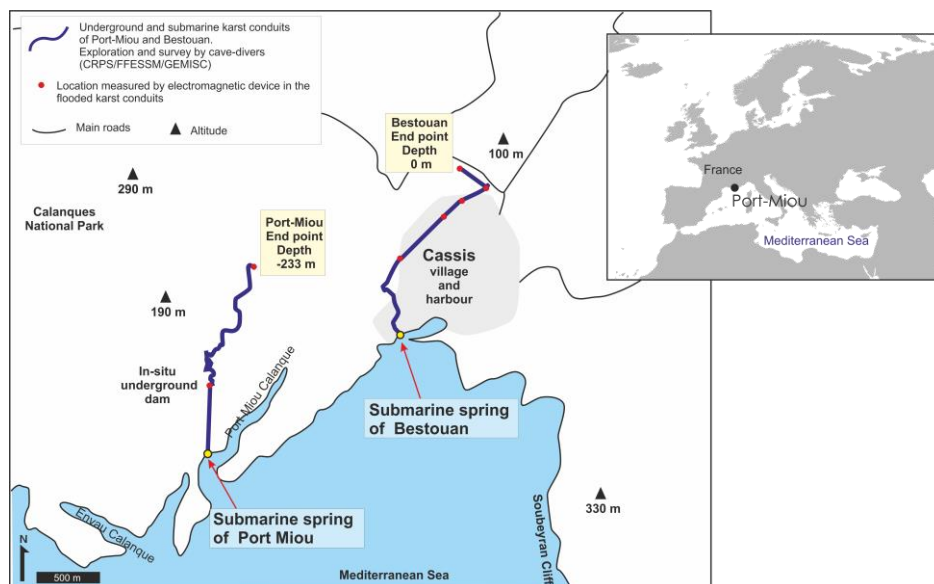 Underground and submarine karst conduits
of Port-Miou and Bestouan.
Exploration and survey by cave-divers
(CRPS/FFESSM/GEMISC)
Location measured by electromagnetic device in the
flooded karst conduits
Main roads
Altitude
Bestouan
End point
Depth
0 m
100 m
290 m
Calanques
National Park
Port-Miou
End point
Depth
-233 m
Cassis
village
and
harbour
190 m
In-situ
underground
dam
Port-Miou Calanque
Submarine spring
of Bestouan
Submarine spring
of Port Miou
Envau Calanque
330 m
Soubeyran Cliff
N
500 m
Mediterranean Sea
France
Port-Miou
Mediterranean Sea